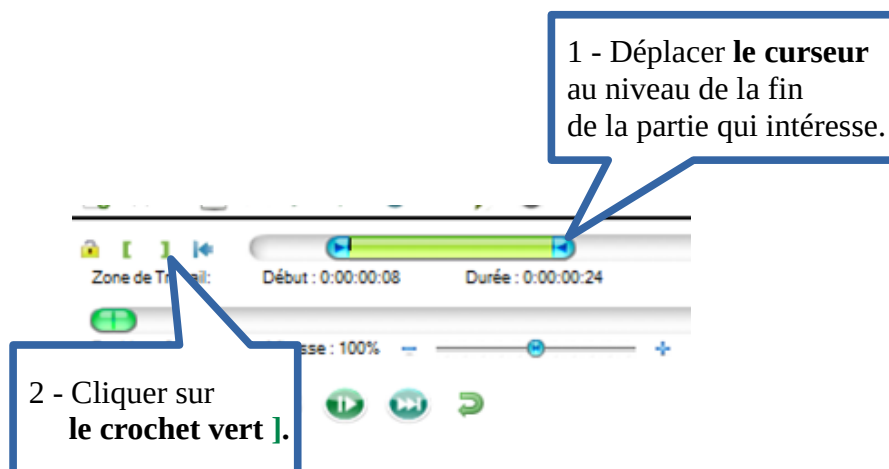 1 - Déplacer le curseur
au niveau de la fin
de la partie qui intéresse.
Zone de Tr il: Début : 0:00:00:08 Durée : 0:00:00:24
sse : 100%
2 - Cliquer sur
le crochet vert ].